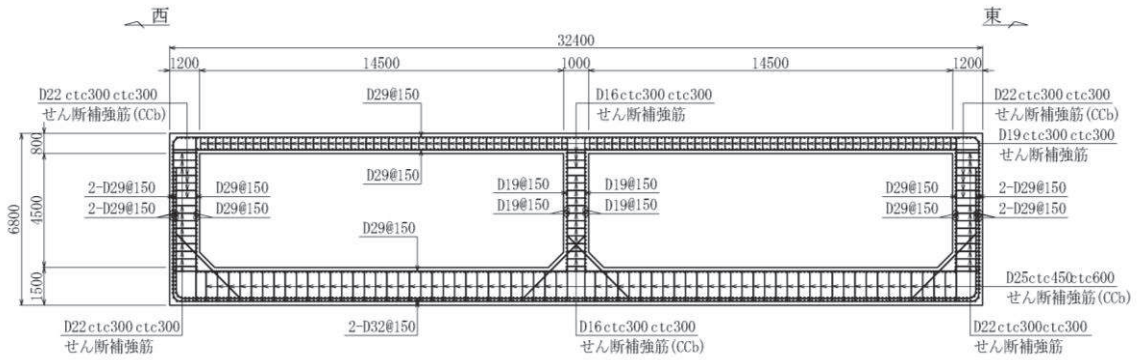 西
東
32400
1200
14500
1000
14500
1200
D22 ctc300 ctc300
せん断補強筋(CCb)
D29@150
D16ctc300 ctc300
せん断補強筋
D22ctc300 ctc300
せん断補強筋(CCb)
D19ctc300 ctc300
せん断補強筋
800
4500
6800
1500
D29@150
2-D29@150
D29@150
D19@150
D19@150
D29@150
2-D29@150
2-D29@150
D29@150
D19@150
D19@150
D29@150
2-D29@150
D29@150
D25ctc450ctc600
せん断補強筋(CCb)
D22ctc300 ctc300
せん断補強筋
2-D32@150
D16ctc300 ctc300
せん断補強筋(CCb)
D22ctc300ctc300
せん断補強筋